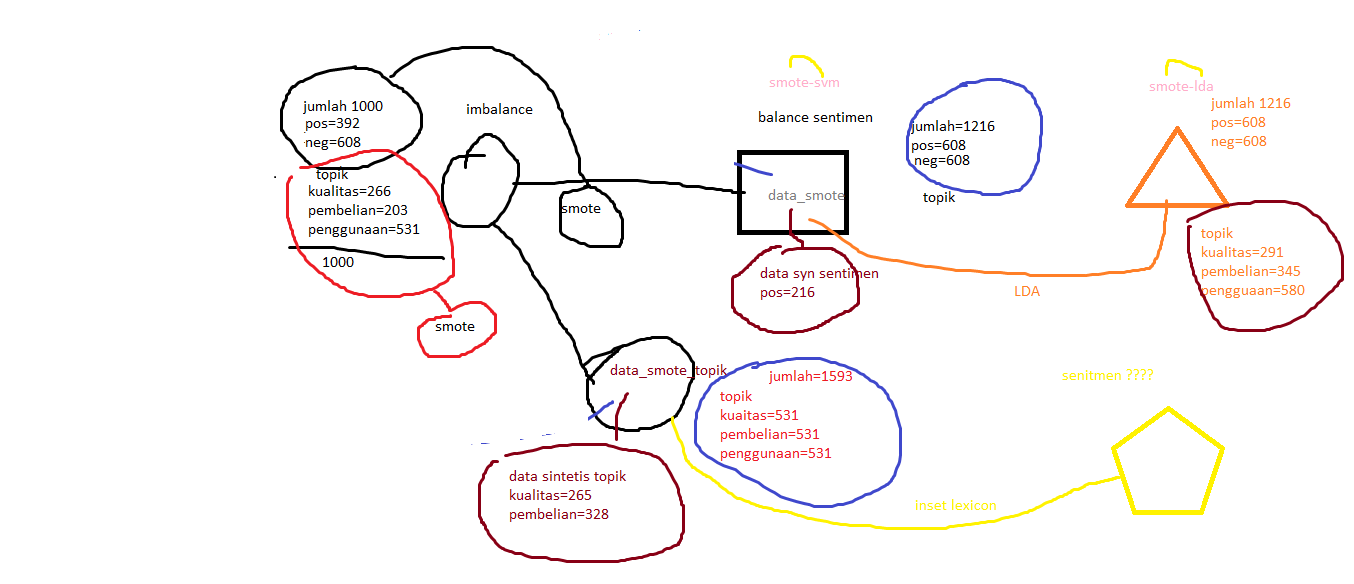 jumlah 1000
pos=392
neg=608
topik
kualitas=266
pembelian=203
penggunaan=531
1000
smote
imbalance
smote
smote-svm
balance sentimen
data_smote
data syn sentimen
pos=216
jumlah=1216
pos=608
neg=608
topik
LDA
smote-lda
jumlah 1216
pos=608
neg=608
topik
kualitas=291
pembelian=345
pengguaan=580
data_smote_topik
jumlah=1593
topik
kuaitas=531
pembelian=531
penggunaan=531
data sintetis topik
kualitas=265
pembelian=328
inset lexicon
senitmen ????